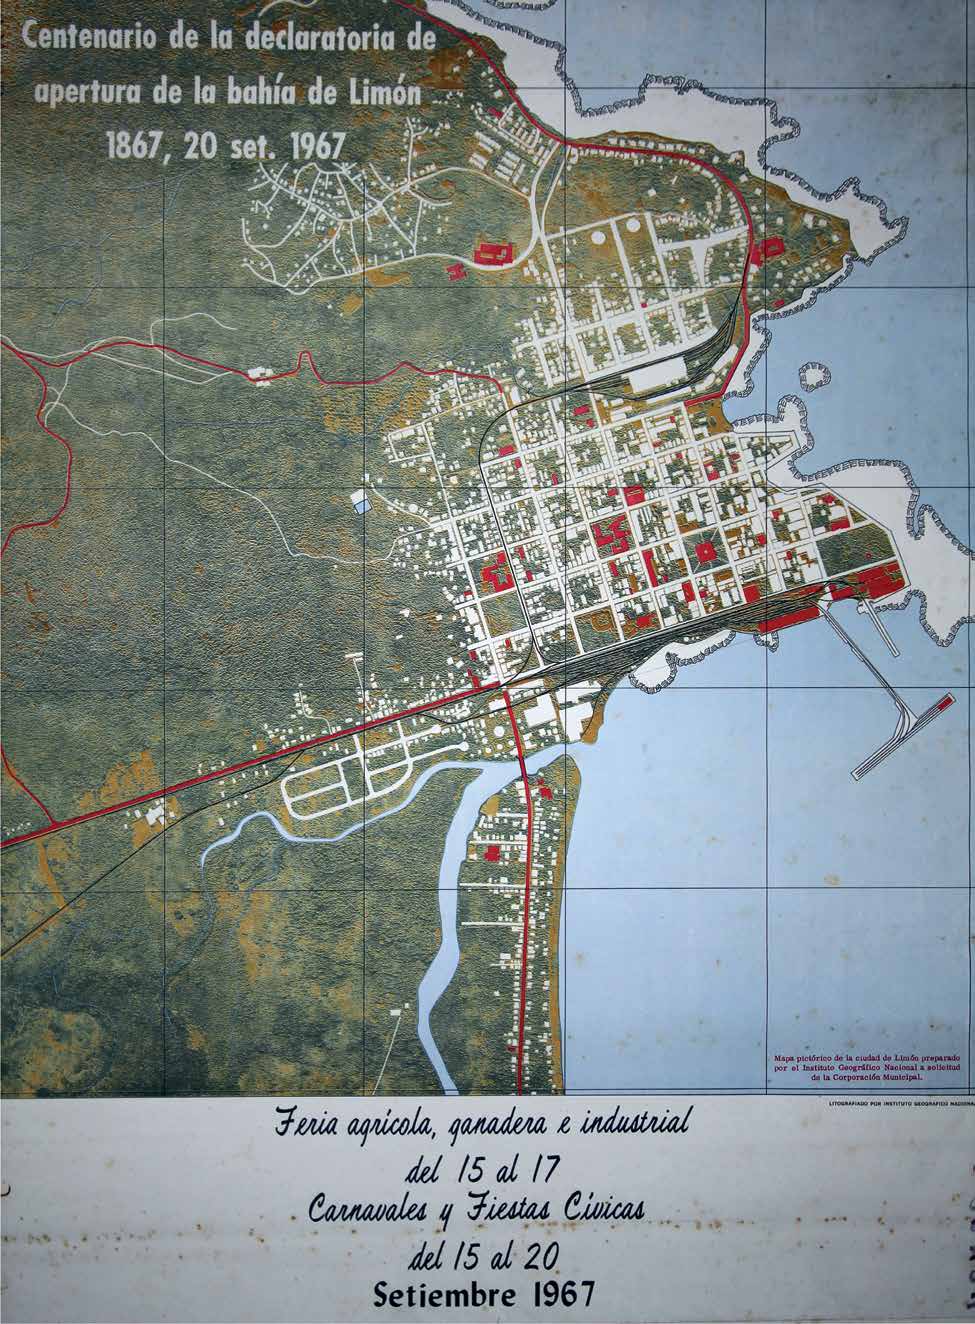 Centenario de la declaratoria de
apertura de la bahía de Limón
1867, 20 set. 1967
Mapa pictórico de la ciudad de Limón preparado
por el Instituto Geográfico Nacional a solicitud
de la Corporación Municipal.
LITOGRAFIADO POR INSTITUTO GEOGRAFICO NACIONAL
Feria agrícola, ganadera e industrial
del 15 al 17
Carnavales y Fiestas Cívicas
del 15 al 20
Setiembre 1967